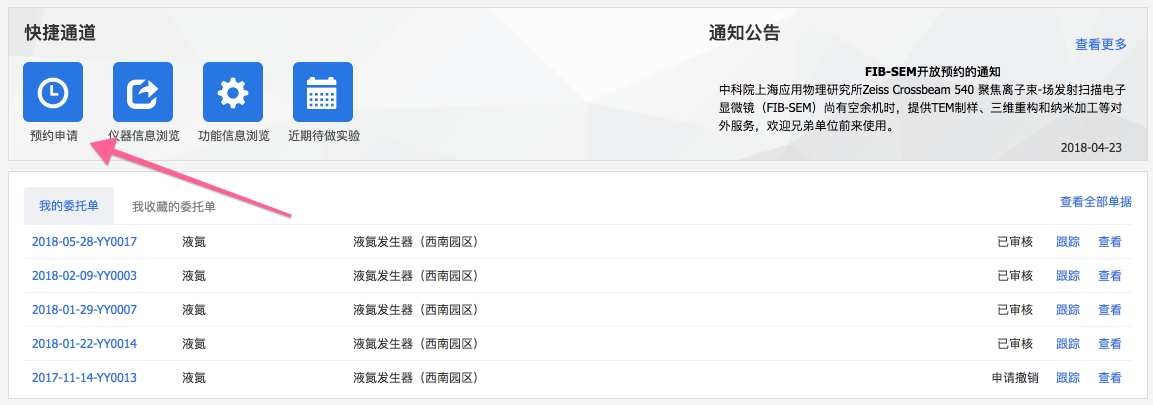 快捷通道
预约申请
仪器信息浏览
功能信息浏览
近期待做实验
通知公告
查看更多
FIB-SEM开放预约的通知
中科院上海应用物理研究所Zeiss Crossbeam 540 聚焦离子束-场发射扫描电子
显微镜（FIB-SEM）尚有空余机时，提供TEM制样、三维重构和纳米加工等对
外服务，欢迎兄弟单位前来使用。
2018-04-23
我的委托单 我收藏的委托单 查看全部单据
2018-05-28-YY0017 液氮 液氮发生器（西南园区） 已审核 跟踪 查看
2018-02-09-YY0003 液氮 液氮发生器（西南园区） 已审核 跟踪 查看
2018-01-29-YY0007 液氮 液氮发生器（西南园区） 已审核 跟踪 查看
2018-01-22-YY0014 液氮 液氮发生器（西南园区） 已审核 跟踪 查看
2017-11-14-YY0013 液氮 液氮发生器（西南园区） 申请撤销 跟踪 查看